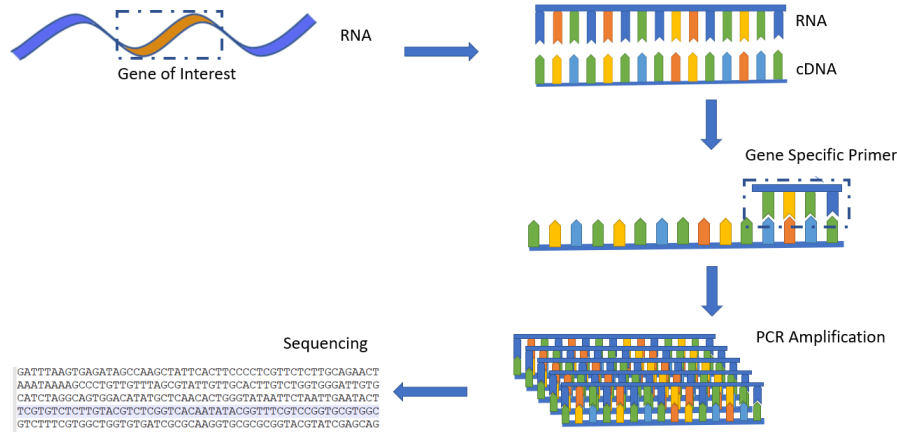 RNA
Gene of Interest
RNA
cDNA
Gene Specific Primer
PCR Amplification
Sequencing
GATTTAAGTGAGATAGCCAAGCTATTCACTTCCCCTCGTTCTCTTGCAGAACT
AAATAAAAGCCCTGTTGTTTAGCGTATTGTTGCACTTGTCTGGTGGGATTGTG
CATCTAGGCAGTGGACATATGCTCAACACTGGGTATAATTCTAATTGAATACT
TCGTGTCTCTTGTACGTCTCGGTCACAATATACGGTTTCGTCCGGTGCGTGGC
GTCTTTCGTGGCTGGTGTGATCGCGCAAGGTGCGCGCGGTACGTATCGAGCAG